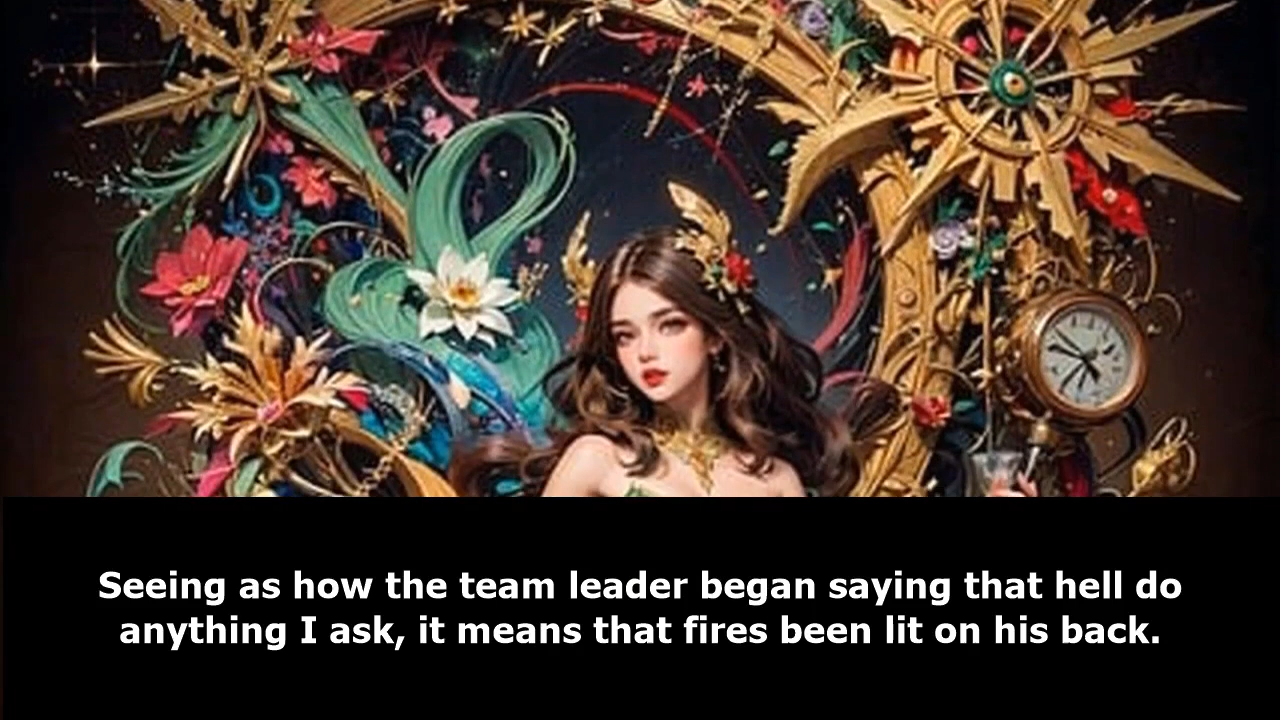 Seeing as how the team leader began saying that hell do
anything I ask, it means that fires been lit on his back.